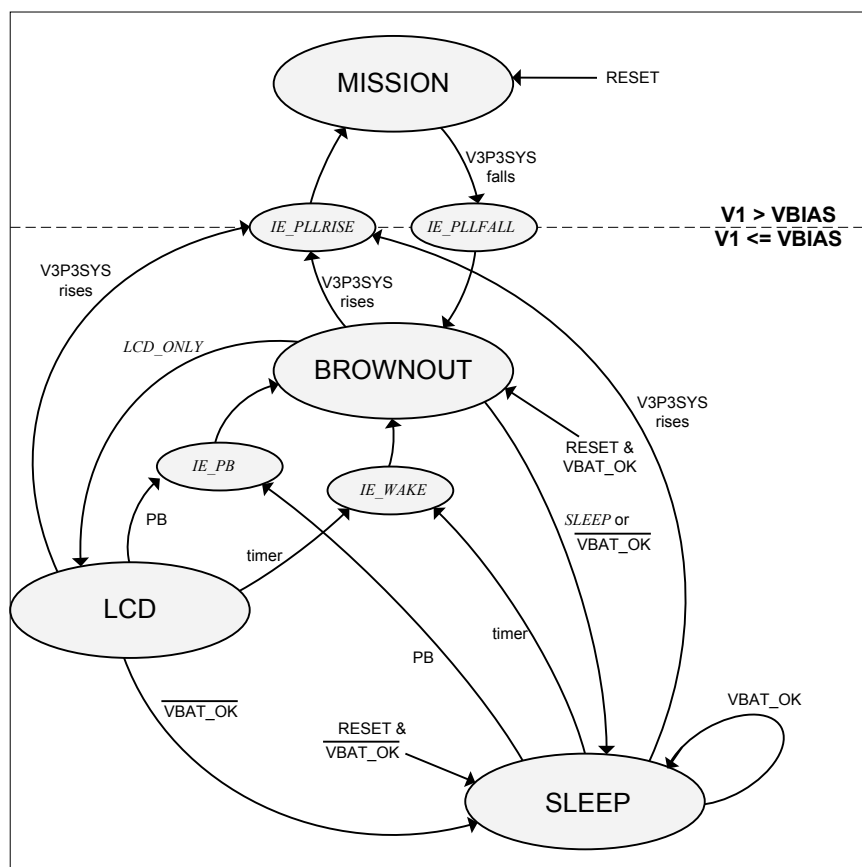 MISSION
RESET
V3P3SYS
falls
IE_PLLRISE
IE_PLLFALL
V1 > VBIAS
V1 <= VBIAS
V3P3SYS
rises
V3P3SYS
rises
LCD_ONLY
BROWNOUT
V3P3SYS
rises
RESET &
VBAT_OK
IE_PB
IE_WAKE
PB
SLEEP or
VBAT_OK
timer
LCD
timer
PB
VBAT_OK
VBAT_OK
RESET &
VBAT_OK
SLEEP